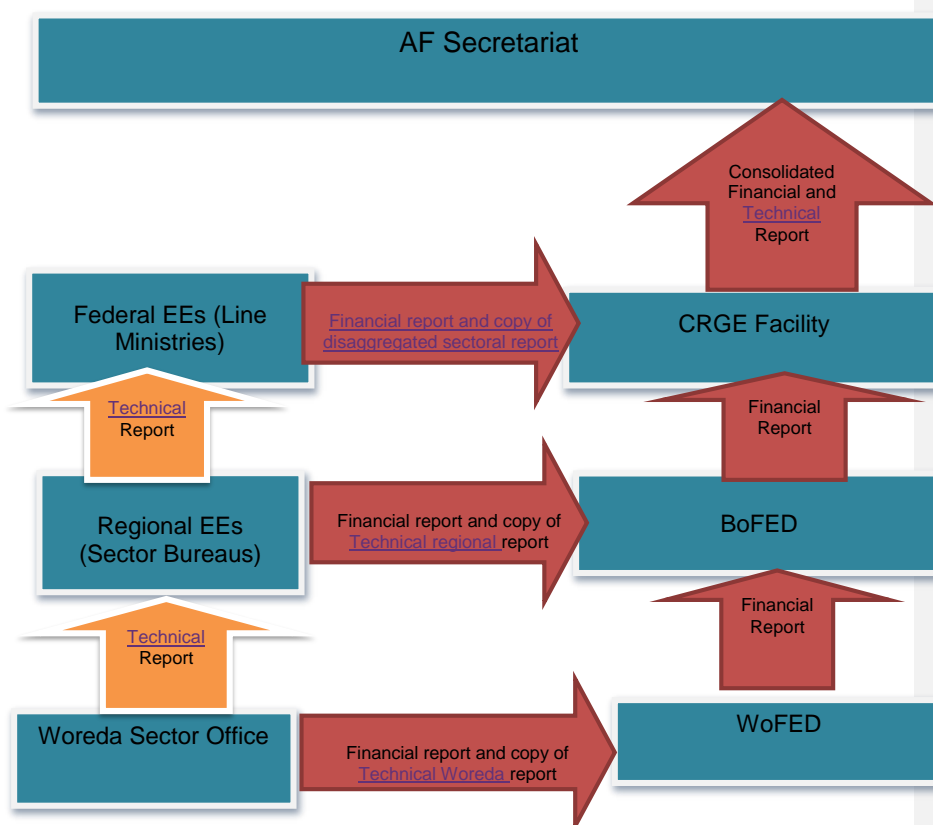 AF Secretariat
Consolidated
Financial and
Technical
Report
Federal EEs (Line
Ministries)
Financial report and copy of
disaggregated sectoral report
CRGE Facility
Technical
Report
Financial
Report
Regional EEs
(Sector Bureaus)
Financial report and copy of
Technical regional report
BoFED
Technical
Report
Financial
Report
Woreda Sector Office
Financial report and copy of
Technical Woreda report
WoFED